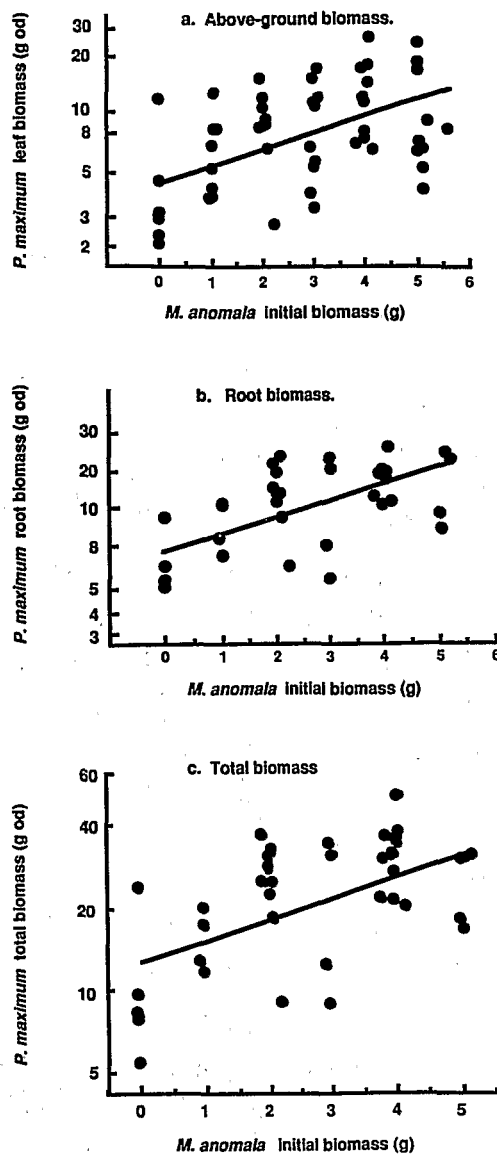 a. Above-ground biomass.
P. maximum leaf biomass (g od)
30
20
10
8
5
3
2
0 1 2 3 4 5 6
M. anomala initial biomass (g)
b. Root biomass.
P. maximum root biomass (g od)
30
20
10
8
5
4
3
0 1 2 3 4 5 6
M. anomala initial biomass (g)
c. Total biomass
P. maximum total biomass (g od)
60
40
20
10
5
0 1 2 3 4 5
M. anomala initial biomass (g)